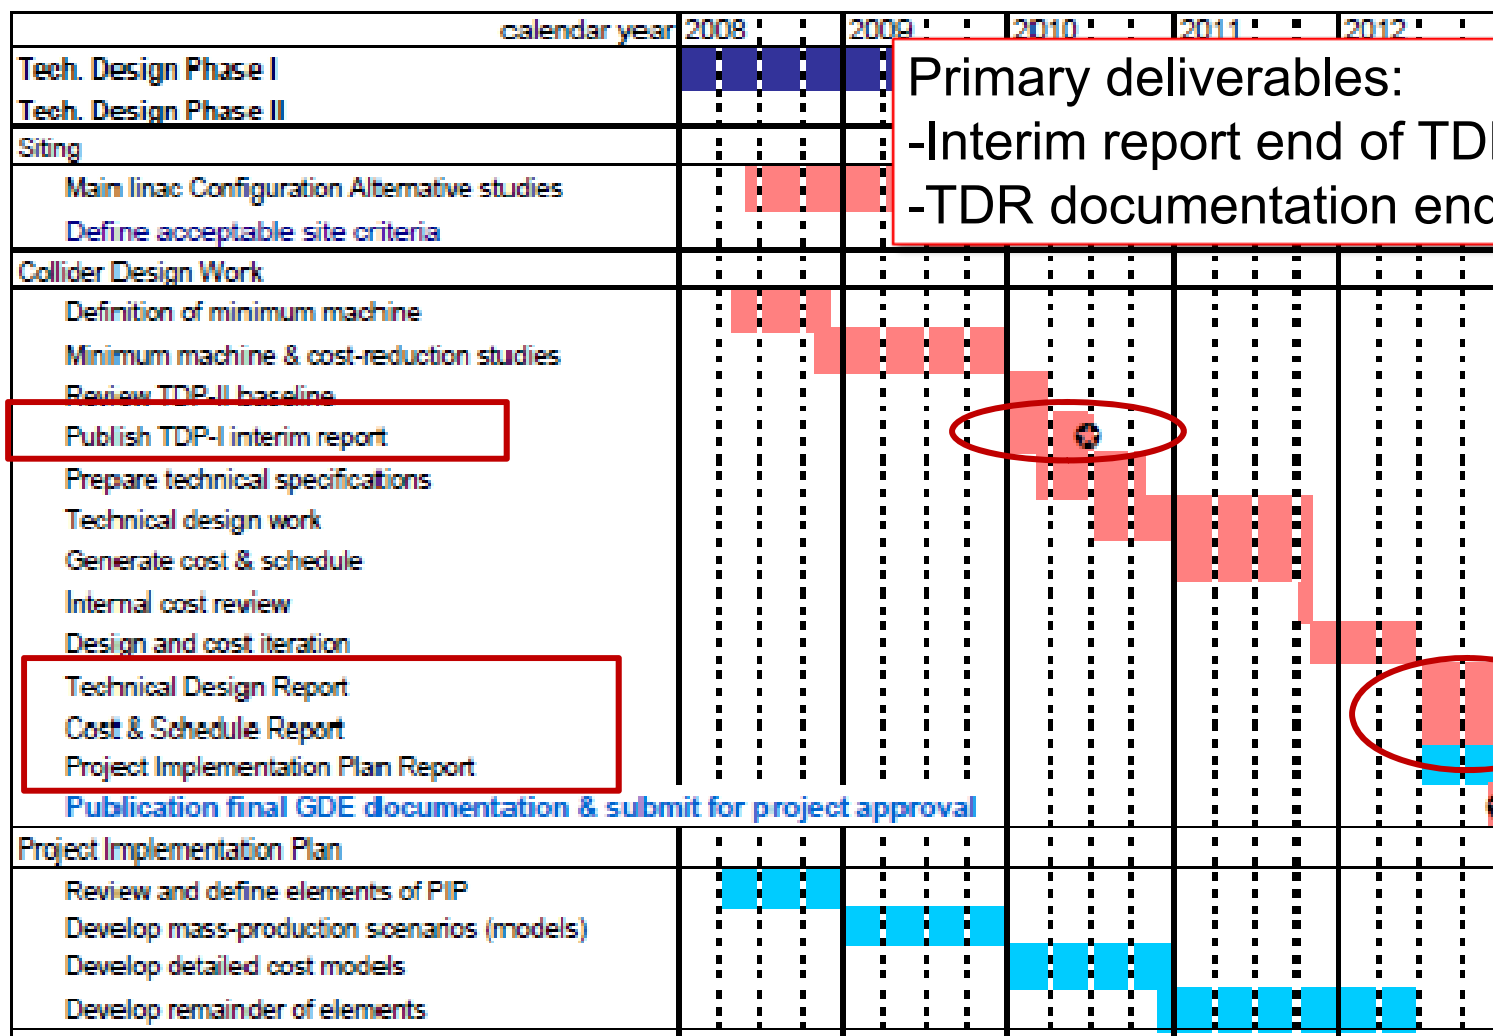 calendar year 2008 2009 2010 2011 2012
Tech. Design Phase I
Tech. Design Phase II
Primary deliverables:
-Interim report end of TD
-TDR documentation end
Siting
Main linac Configuration Alternative studies
Define acceptable site criteria
Collider Design Work
Definition of minimum machine
Minimum machine & cost-reduction studies
Review TDP-II baseline
Publish TDP-I interim report
Prepare technical specifications
Technical design work
Generate cost & schedule
Internal cost review
Design and cost iteration
Technical Design Report
Cost & Schedule Report
Project Implementation Plan Report
Publication final GDE documentation & submit for project approval
Project Implementation Plan
Review and define elements of PIP
Develop mass-production scenarios (models)
Develop detailed cost models
Develop remainder of elements